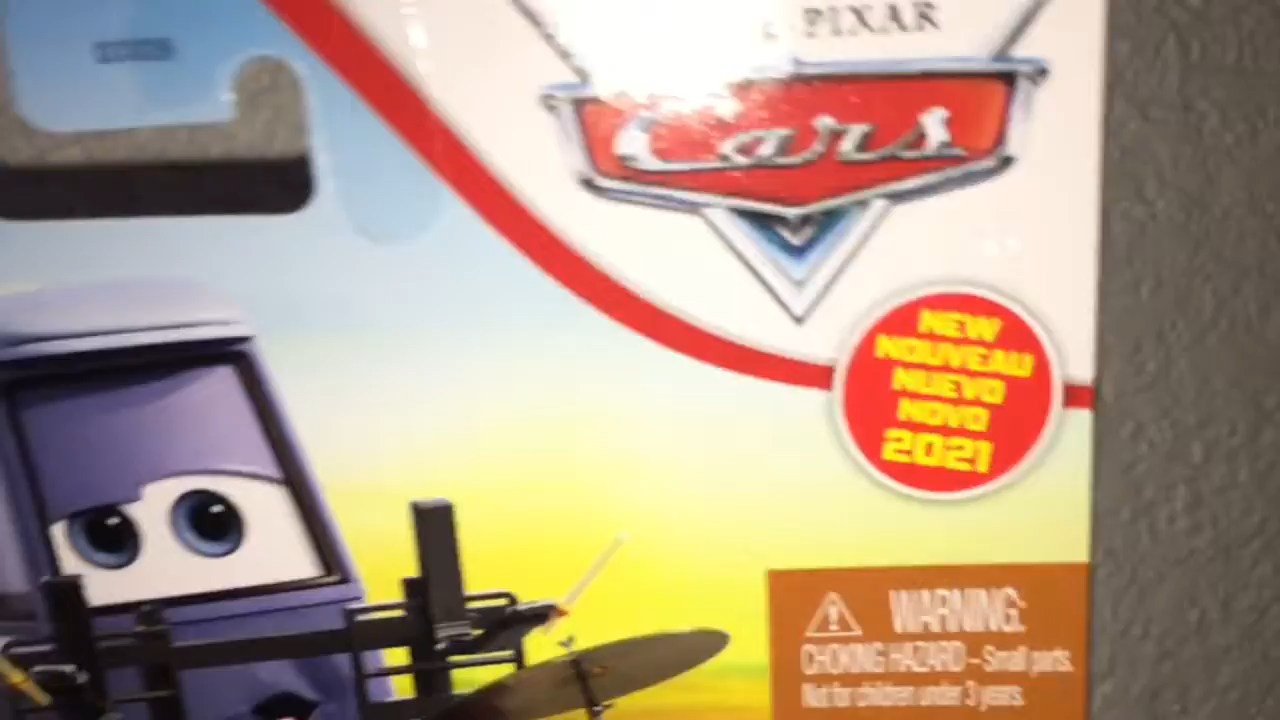 PIXAR
Cars
NEW
NOUVEAU
NUEVO
NOVO
2021
WARNING:
CHOKING HAZARD – Small parts.
Not for children under 3 years.